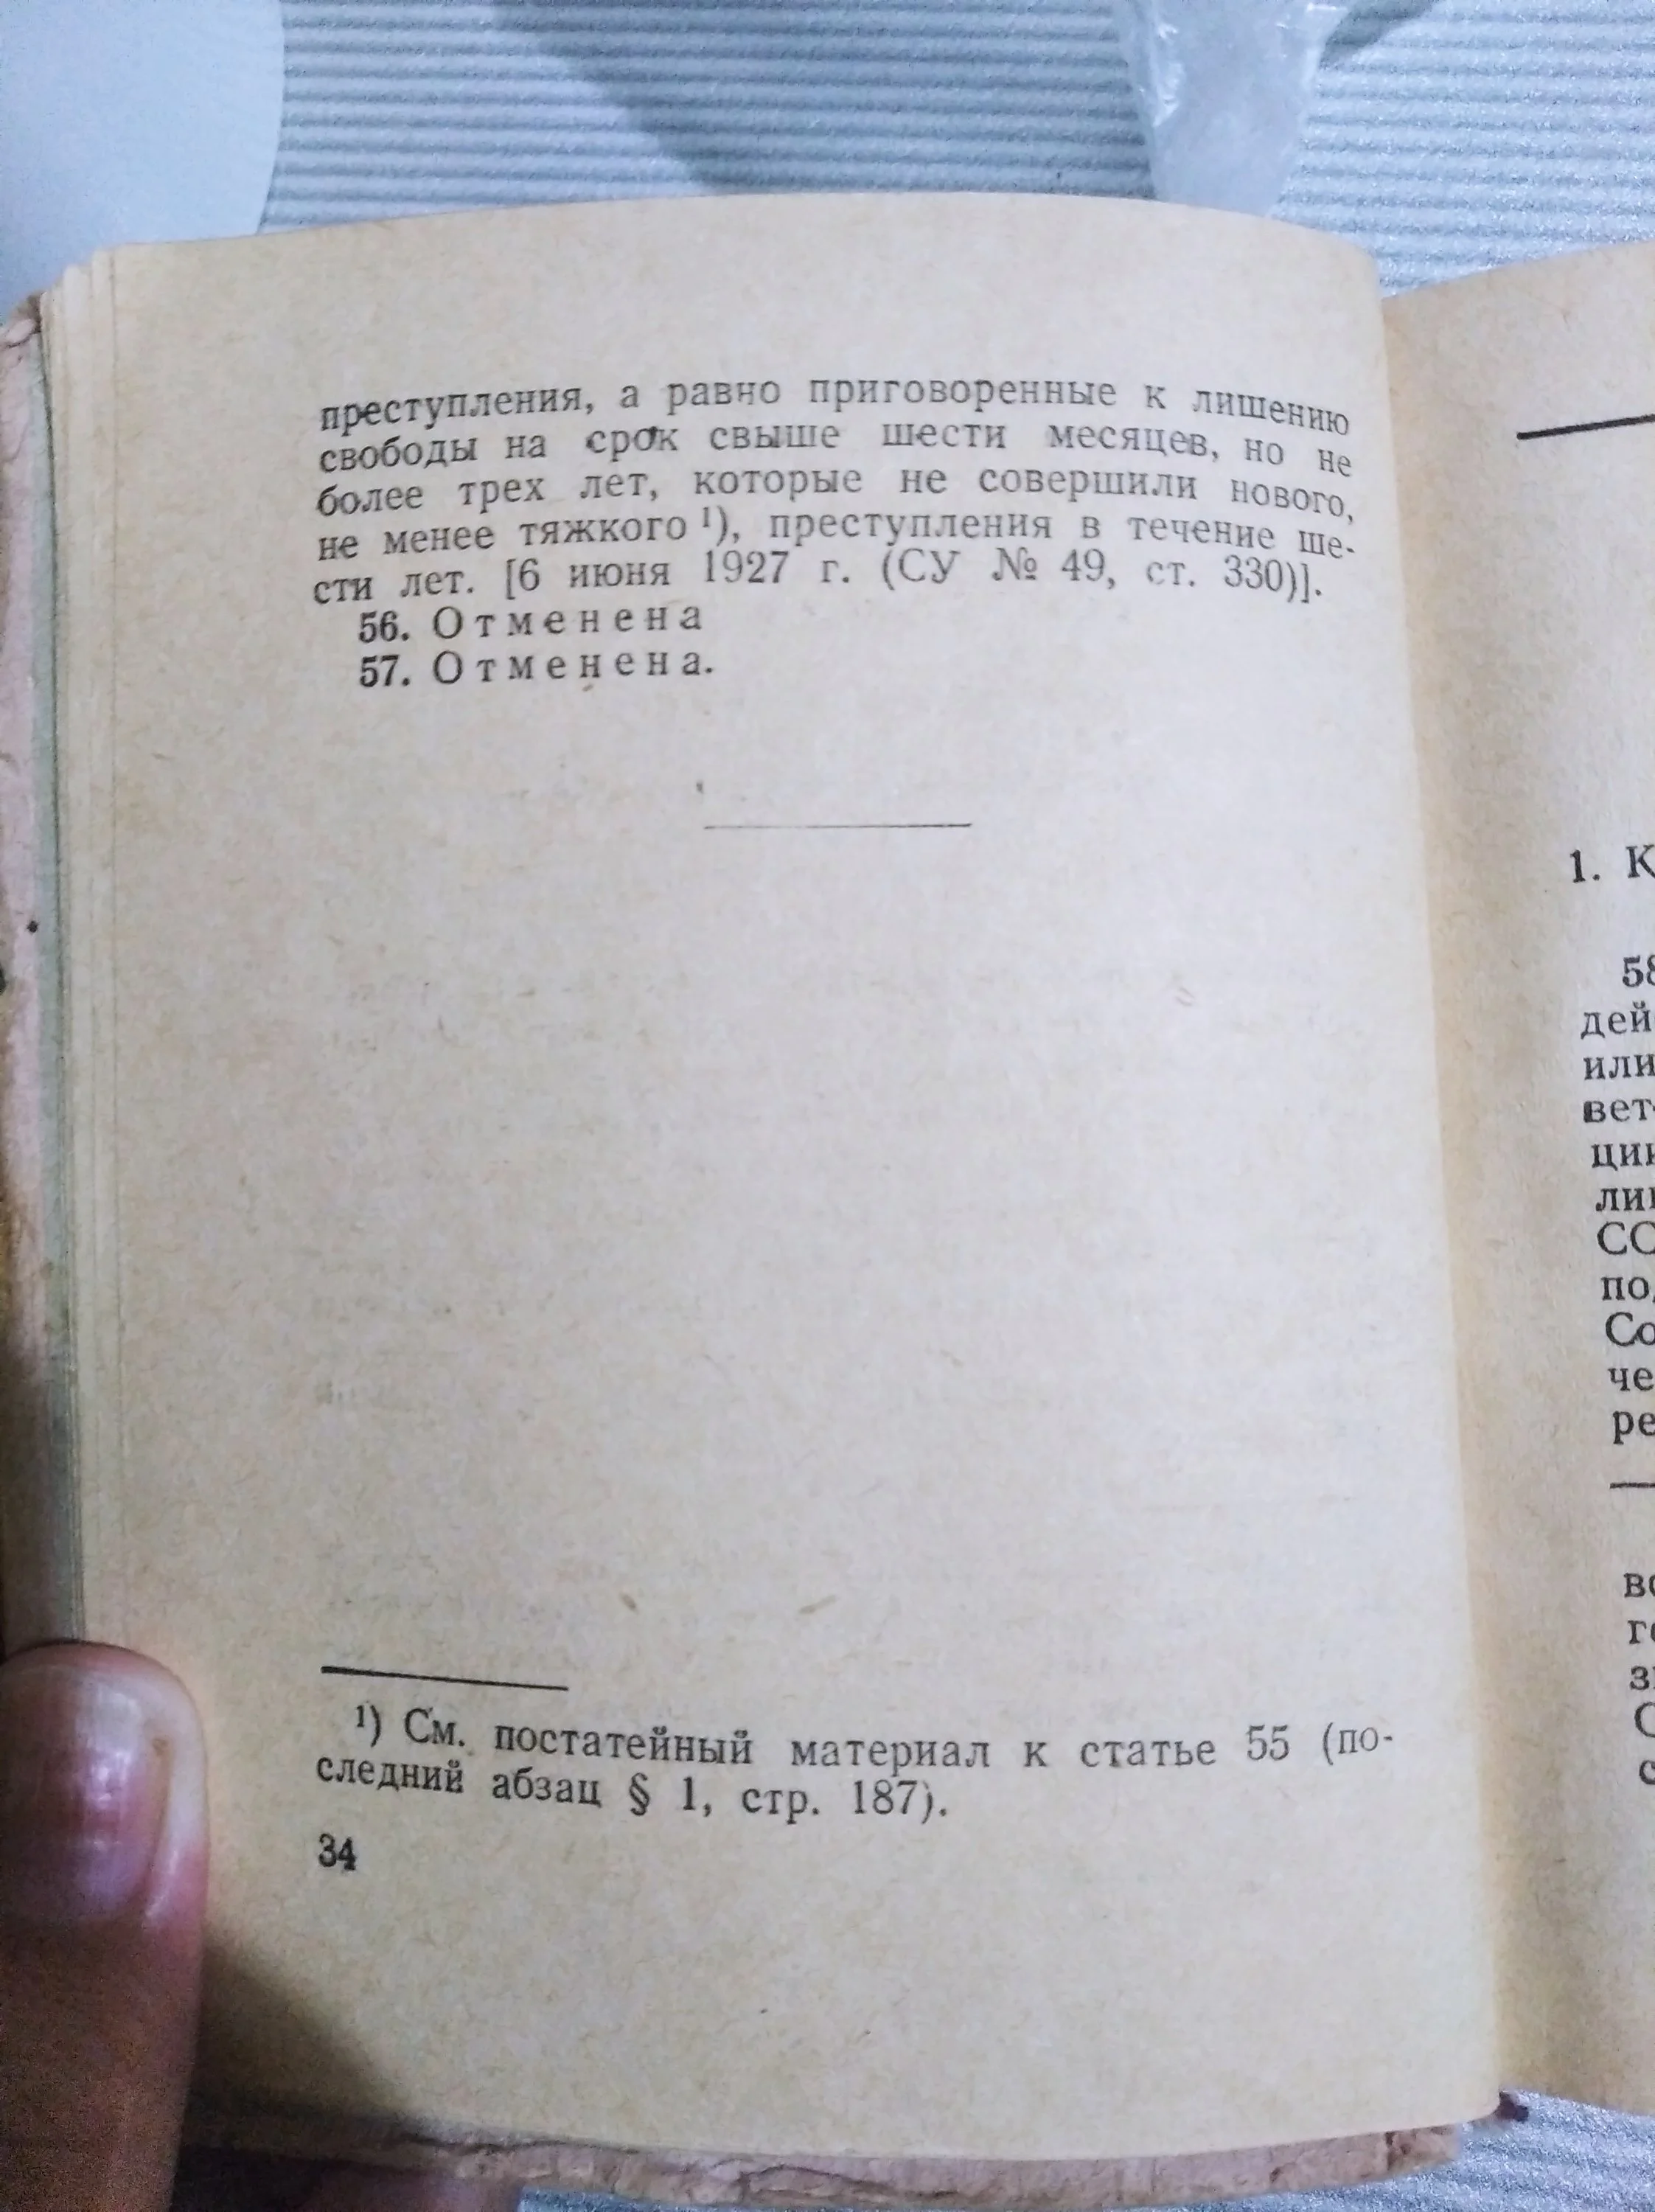 преступления, а равно приговоренные к лишению
свободы на срок свыше шести месяцев, но не
более трех лет, которые не совершили нового,
не менее тяжкого ¹), преступления в течение ше-
сти лет. [6 июня 1927 г. (СУ № 49, ст. 330)].
56. Отменена
57. Отменена.
¹) См. постатейный материал к статье 55 (по-
следний абзац § 1, стр. 187).
34
1. К
58
дей
или
вет-
ли
СС
по
Со
че
ре